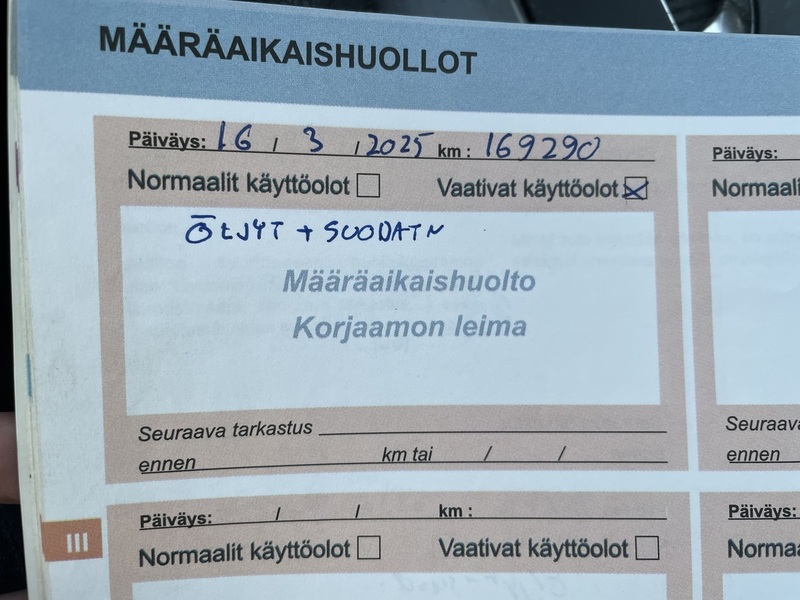 MÄÄRÄAIKAISHUOLLOT
Päiväys: 16 / 3 / 2025 km : 169290
Normaalit käyttöolot Vaativat käyttöolot
ÖLJYT + SUODATN
Määräaikaishuolto
Korjaamon leima
Seuraava tarkastus
ennen km tai / /
Päiväys: / / km :
Normaalit käyttöolot Vaativat käyttöolot
Päiväys:
Normaali
Seuraava
ennen
Päiväys:
Norma
III